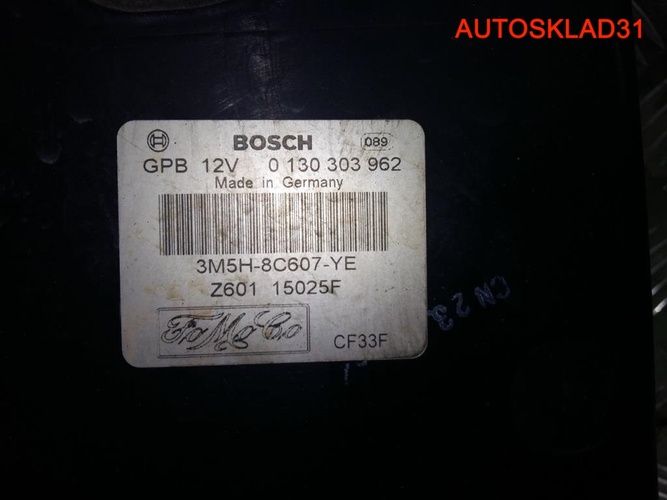 AUTOSKLAD31
BOSCH 089
GPB 12V 0 130 303 962
Made in Germany
3M5H-8C607-YE
Z601 15025F
FoMoCo
CF33F
CN 23